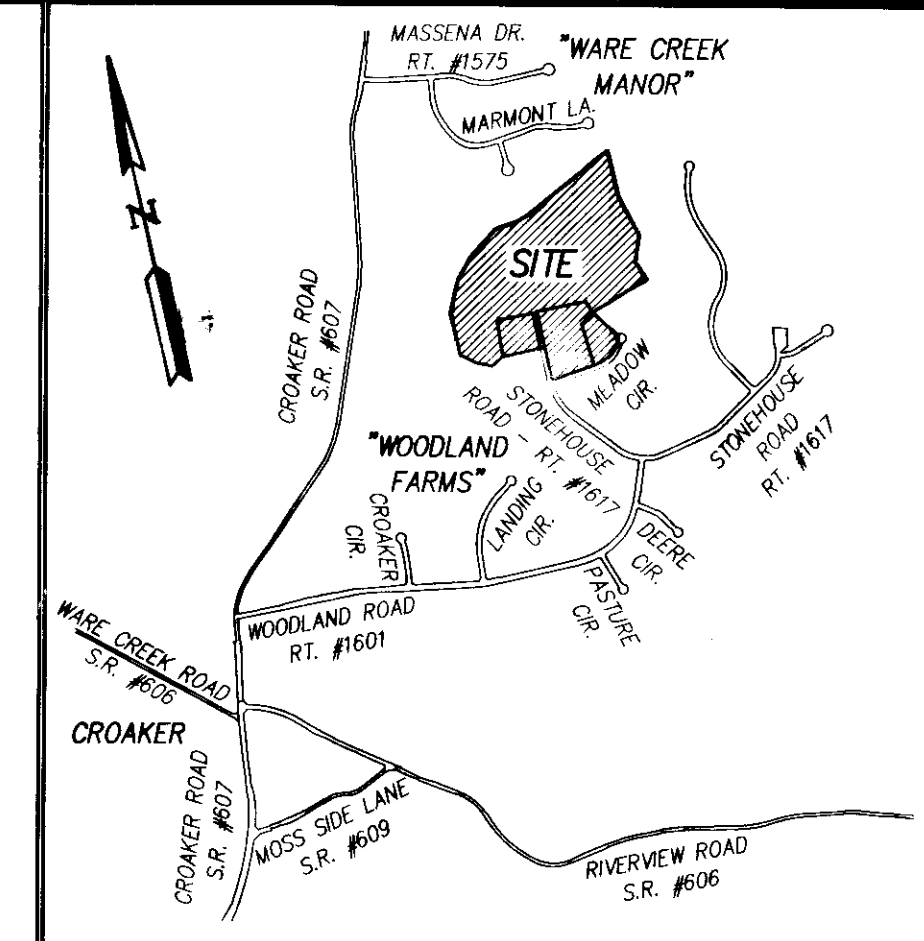 MASSENA DR.
RT. #1575
"WARE CREEK
MANOR"
MARMONT LA.
N
SITE
CROAKER ROAD
S.R. #607
MEADOW
CIR.
STONEHOUSE
ROAD - RT. #1617
STONEHOUSE
ROAD
RT. #1617
"WOODLAND
FARMS"
CROAKER
CIR.
LANDING
CIR.
DEERE
CIR.
PASTURE
CIR.
WOODLAND ROAD
RT. #1601
WARE CREEK ROAD
S.R. #606
CROAKER
CROAKER ROAD
S.R. #607
MOSS SIDE LANE
S.R. #609
RIVERVIEW ROAD
S.R. #606